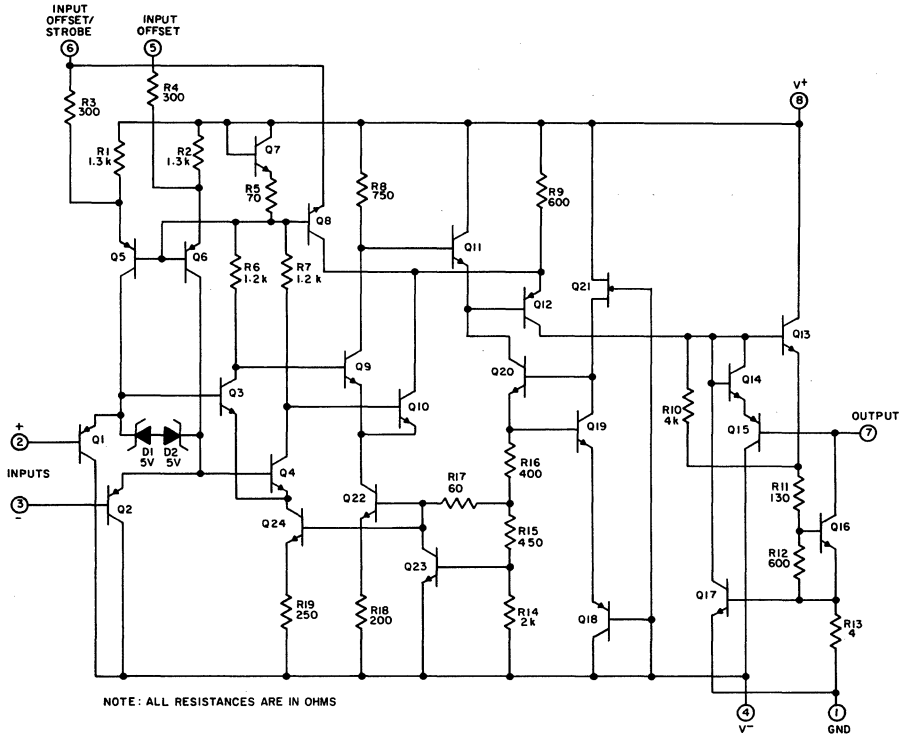 INPUT
OFFSET/
STROBE
6
INPUT
OFFSET
5
V+
8
R3
300
R4
300
R1
1.3k
R2
1.3k
Q7
R5
70
R8
750
R9
600
Q8
Q5
Q6
R6
1.2k
R7
1.2k
Q11
Q12
Q21
Q13
Q3
Q9
Q20
Q14
Q10
R10
4k
Q15
OUTPUT
7
+
2
Q1
D1
5V
D2
5V
Q19
INPUTS
Q4
R16
400
R17
60
R11
130
3
-
Q2
Q22
Q24
R15
450
Q16
R12
600
Q23
Q17
R19
250
R18
200
R14
2k
Q18
R13
4
NOTE: ALL RESISTANCES ARE IN OHMS
4
V-
1
GND